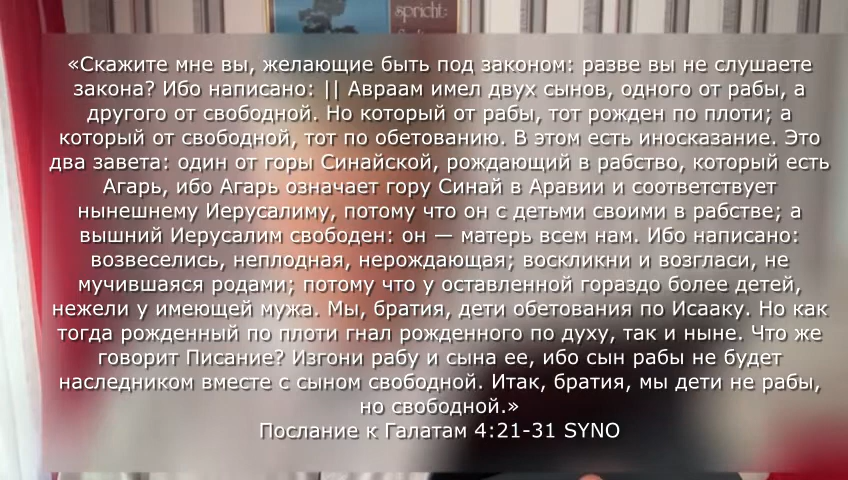 spricht:
«Скажите мне вы, желающие быть под законом: разве вы не слушаете
закона? Ибо написано: || Авраам имел двух сынов, одного от рабы, а
другого от свободной. Но который от рабы, тот рожден по плоти; а
который от свободной, тот по обетованию. В этом есть иносказание. Это
два завета: один от горы Синайской, рождающий в рабство, который есть
Агарь, ибо Агарь означает гору Синай в Аравии и соответствует
нынешнему Иерусалиму, потому что он с детьми своими в рабстве; а
вышний Иерусалим свободен: он — матерь всем нам. Ибо написано:
возвеселись, неплодная, нерождающая; воскликни и возгласи, не
мучившаяся родами; потому что у оставленной гораздо более детей,
нежели у имеющей мужа. Мы, братия, дети обетования по Исааку. Но как
тогда рожденный по плоти гнал рожденного по духу, так и ныне. Что же
говорит Писание? Изгони рабу и сына ее, ибо сын рабы не будет
наследником вместе с сыном свободной. Итак, братия, мы дети не рабы,
но свободной.»
Послание к Галатам 4:21-31 SYNO